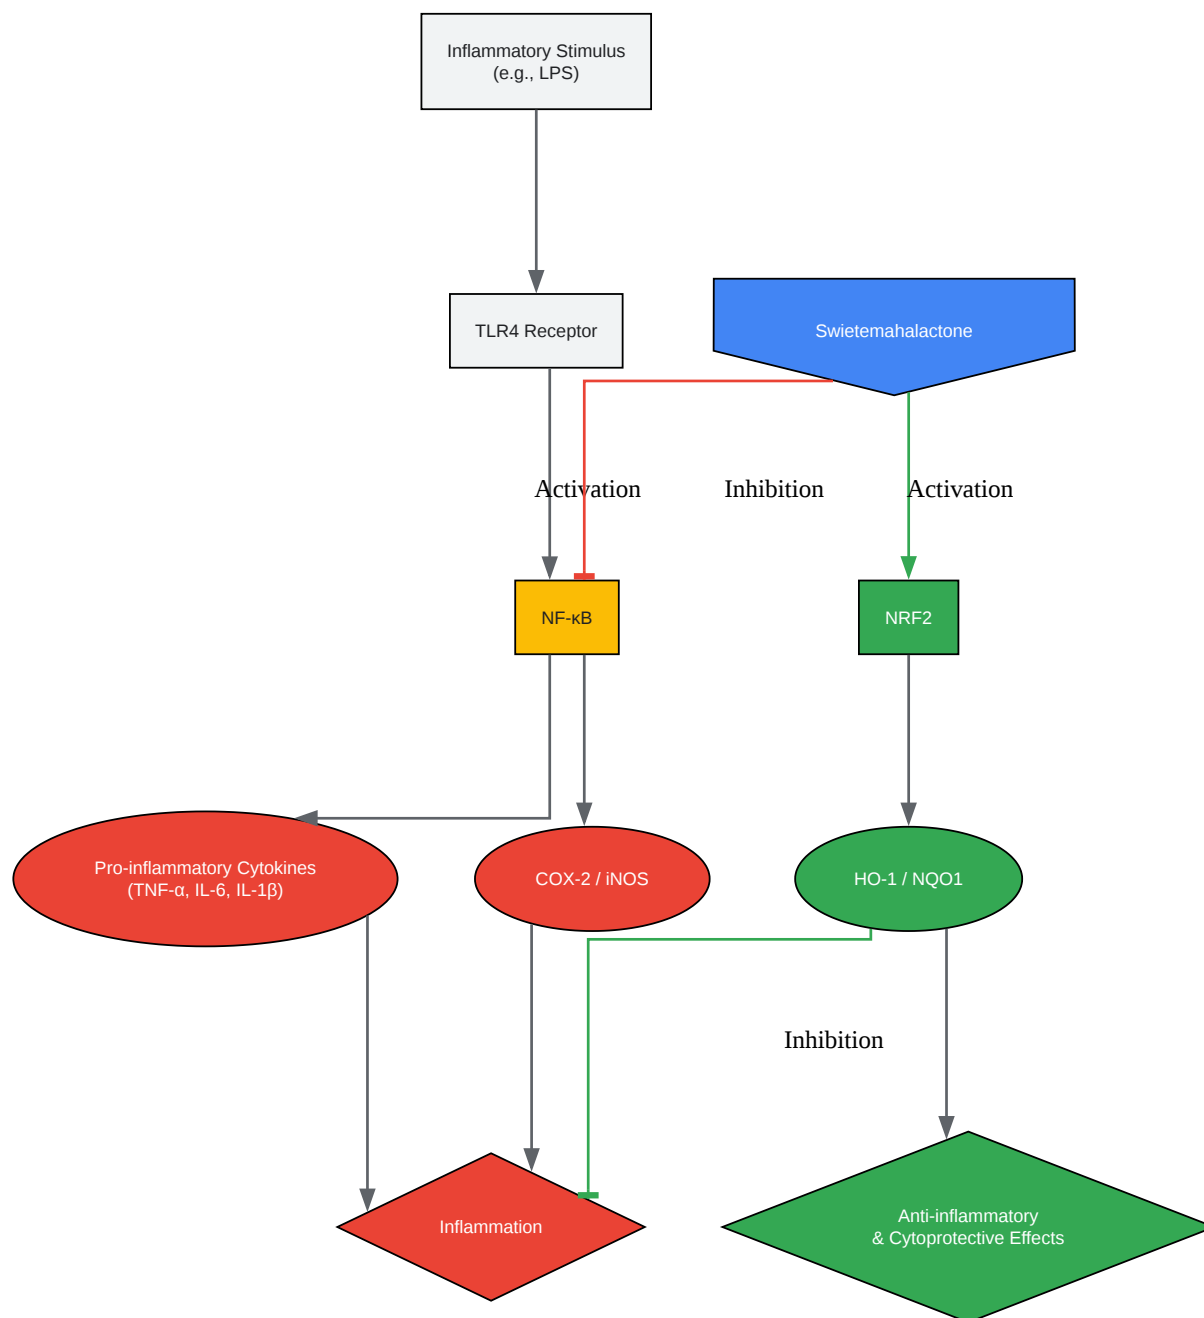 Inflammatory Stimulus
(e.g., LPS)
TLR4 Receptor
Swietemahalactone
Activation
Inhibition
Activation
NF-κB
NRF2
Pro-inflammatory Cytokines
(TNF-α, IL-6, IL-1β)
COX-2 / iNOS
HO-1 / NQO1
Inhibition
Inflammation
Anti-inflammatory
& Cytoprotective Effects